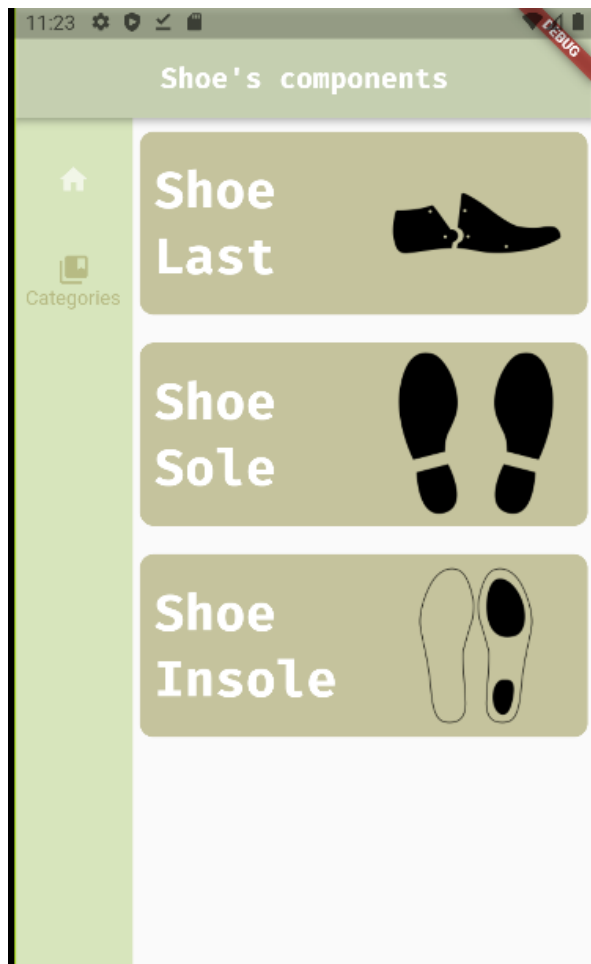 11:23
DEBUG
Shoe's components
Categories
Shoe
Last
Shoe
Sole
Shoe
Insole